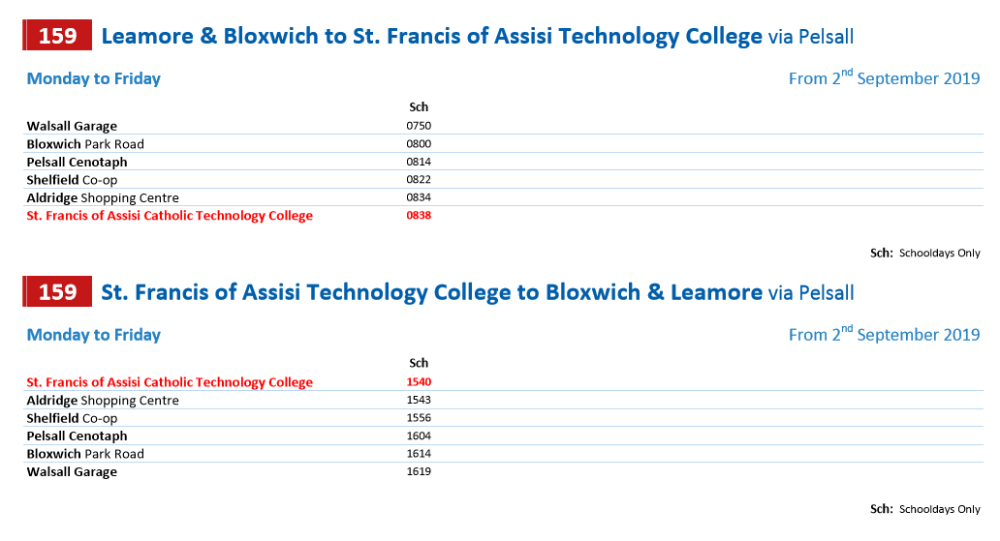 159 Leamore & Bloxwich to St. Francis of Assisi Technology College via Pelsall
Monday to Friday From 2nd September 2019
Sch
Walsall Garage 0750
Bloxwich Park Road 0800
Pelsall Cenotaph 0814
Shelfield Co-op 0822
Aldridge Shopping Centre 0834
St. Francis of Assisi Catholic Technology College 0838
Sch: Schooldays Only
159 St. Francis of Assisi Technology College to Bloxwich & Leamore via Pelsall
Monday to Friday From 2nd September 2019
Sch
St. Francis of Assisi Catholic Technology College 1540
Aldridge Shopping Centre 1543
Shelfield Co-op 1556
Pelsall Cenotaph 1604
Bloxwich Park Road 1614
Walsall Garage 1619
Sch: Schooldays Only